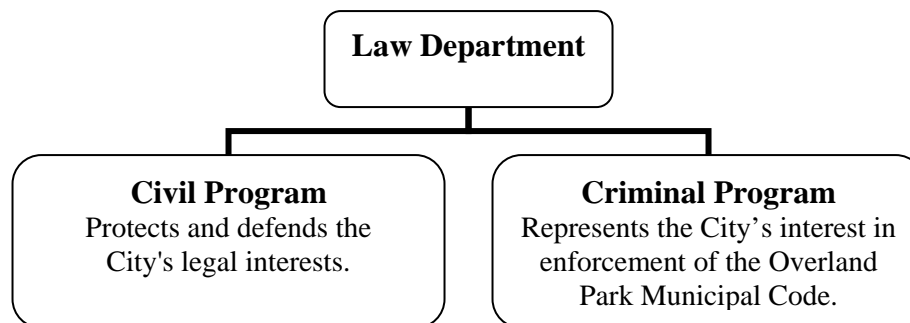 Law Department
Civil Program
Protects and defends the
City's legal interests.
Criminal Program
Represents the City’s interest in
enforcement of the Overland
Park Municipal Code.